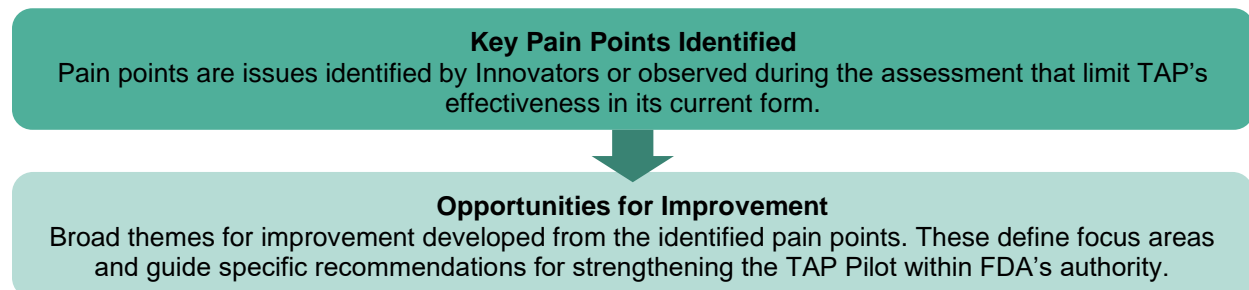 Key Pain Points Identified
Pain points are issues identified by Innovators or observed during the assessment that limit TAP's
effectiveness in its current form.
Opportunities for Improvement
Broad themes for improvement developed from the identified pain points. These define focus areas
and guide specific recommendations for strengthening the TAP Pilot within FDA's authority.